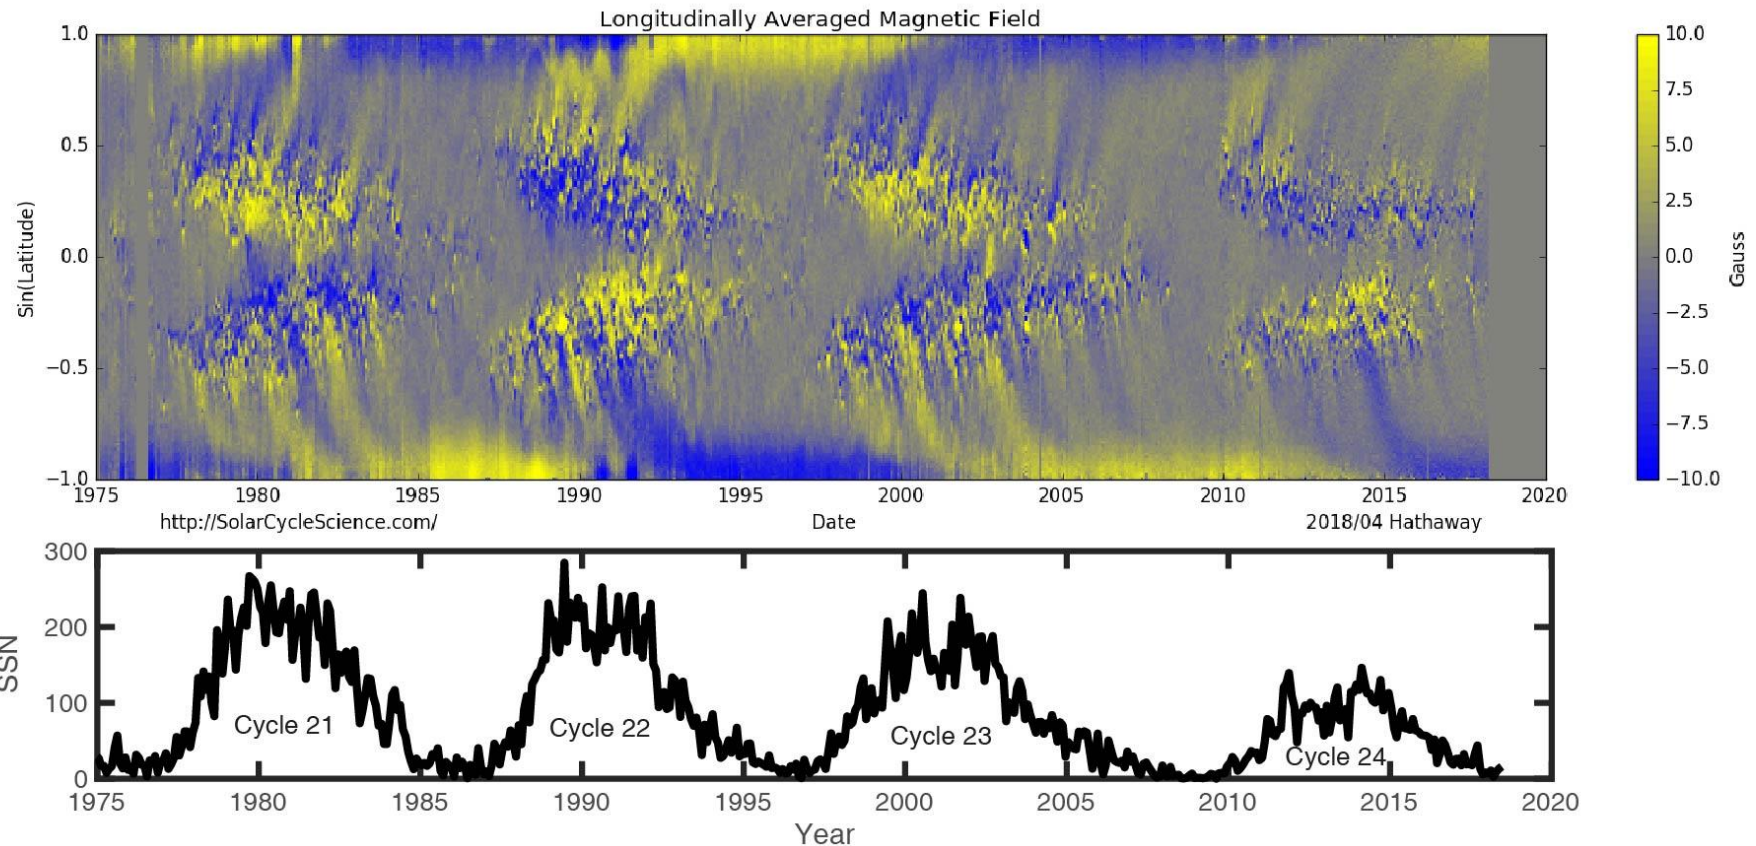 Longitudinally Averaged Magnetic Field
1.0
0.5
0.0
−0.5
−1.0
Sin(Latitude)
1975 1980 1985 1990 1995 2000 2005 2010 2015 2020
http://SolarCycleScience.com/ Date 2018/04 Hathaway
10.0
7.5
5.0
2.5
0.0
−2.5
−5.0
−7.5
−10.0
Gauss
300
200
100
0
SSN
Cycle 21 Cycle 22 Cycle 23 Cycle 24
1975 1980 1985 1990 1995 2000 2005 2010 2015 2020
Year